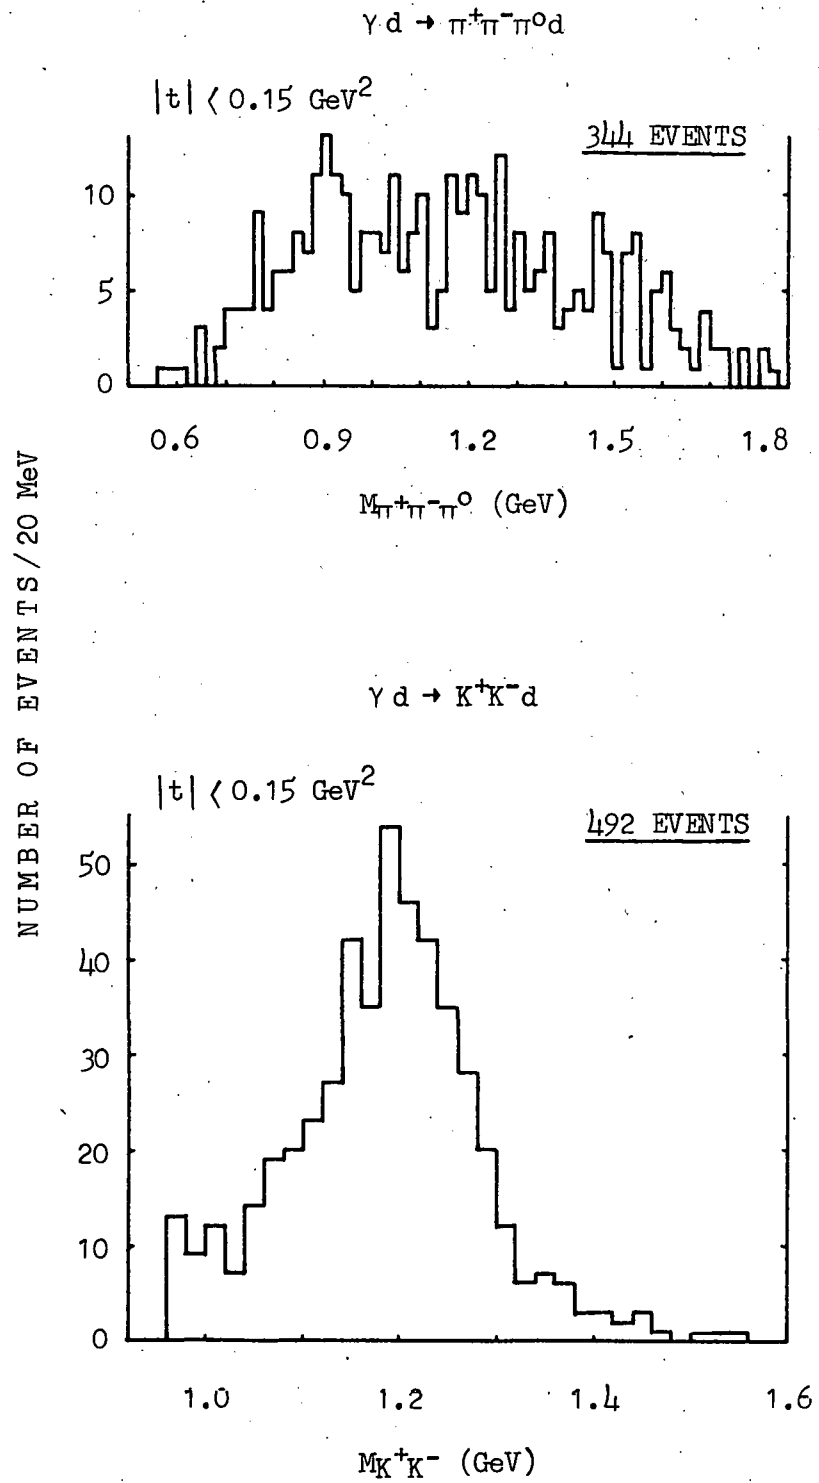 γ d → π⁺π⁻π⁰d
|t| < 0.15 GeV²
344 EVENTS
10
5
0
0.6 0.9 1.2 1.5 1.8
Mπ⁺π⁻π⁰ (GeV)
NUMBER OF EVENTS/20 MeV
γ d → K⁺K⁻d
|t| < 0.15 GeV²
492 EVENTS
50
40
30
20
10
0
1.0 1.2 1.4 1.6
MK⁺K⁻ (GeV)